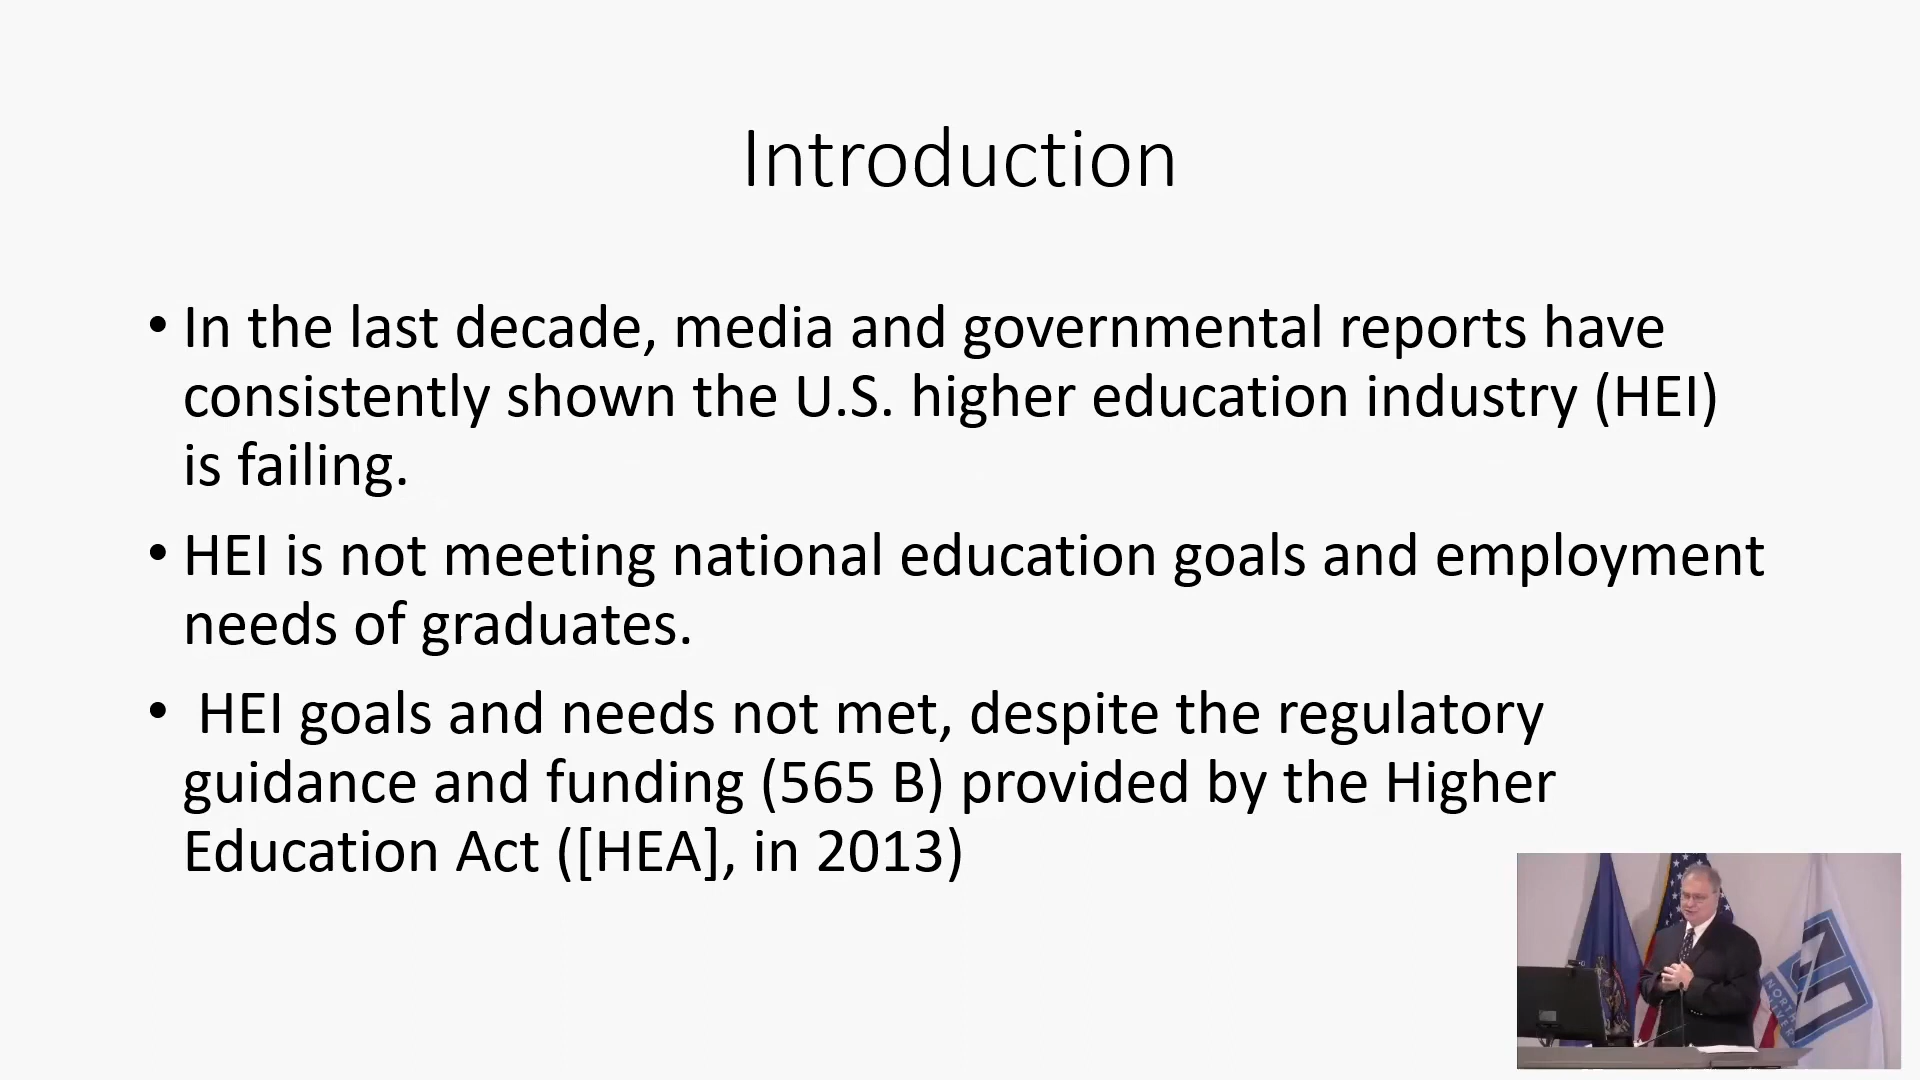 Introduction
• In the last decade, media and governmental reports have
consistently shown the U.S. higher education industry (HEI)
is failing.
• HEI is not meeting national education goals and employment
needs of graduates.
• HEI goals and needs not met, despite the regulatory
guidance and funding (565 B) provided by the Higher
Education Act ([HEA], in 2013)